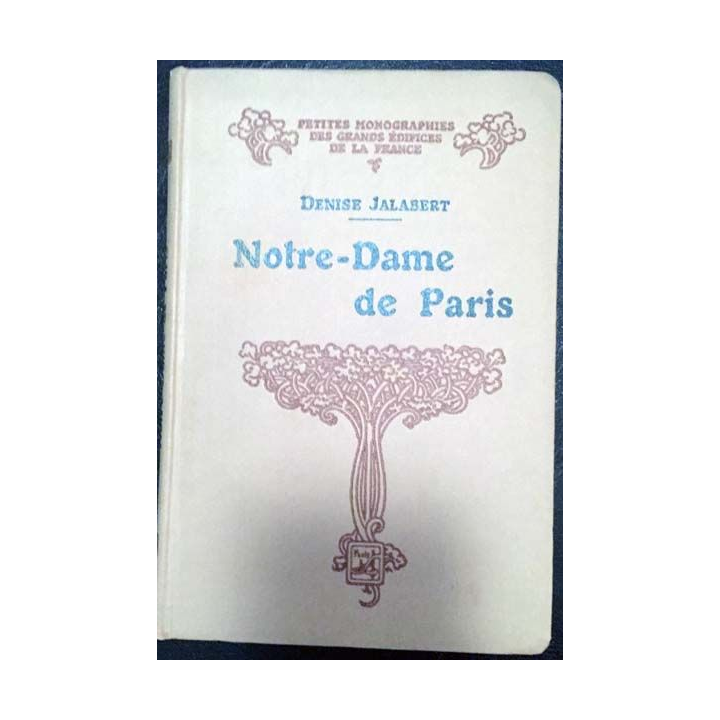 PETITES MONOGRAPHIES
DES GRANDS ÉDIFICES
DE LA FRANCE
DENISE JALABERT
Notre-Dame
de Paris